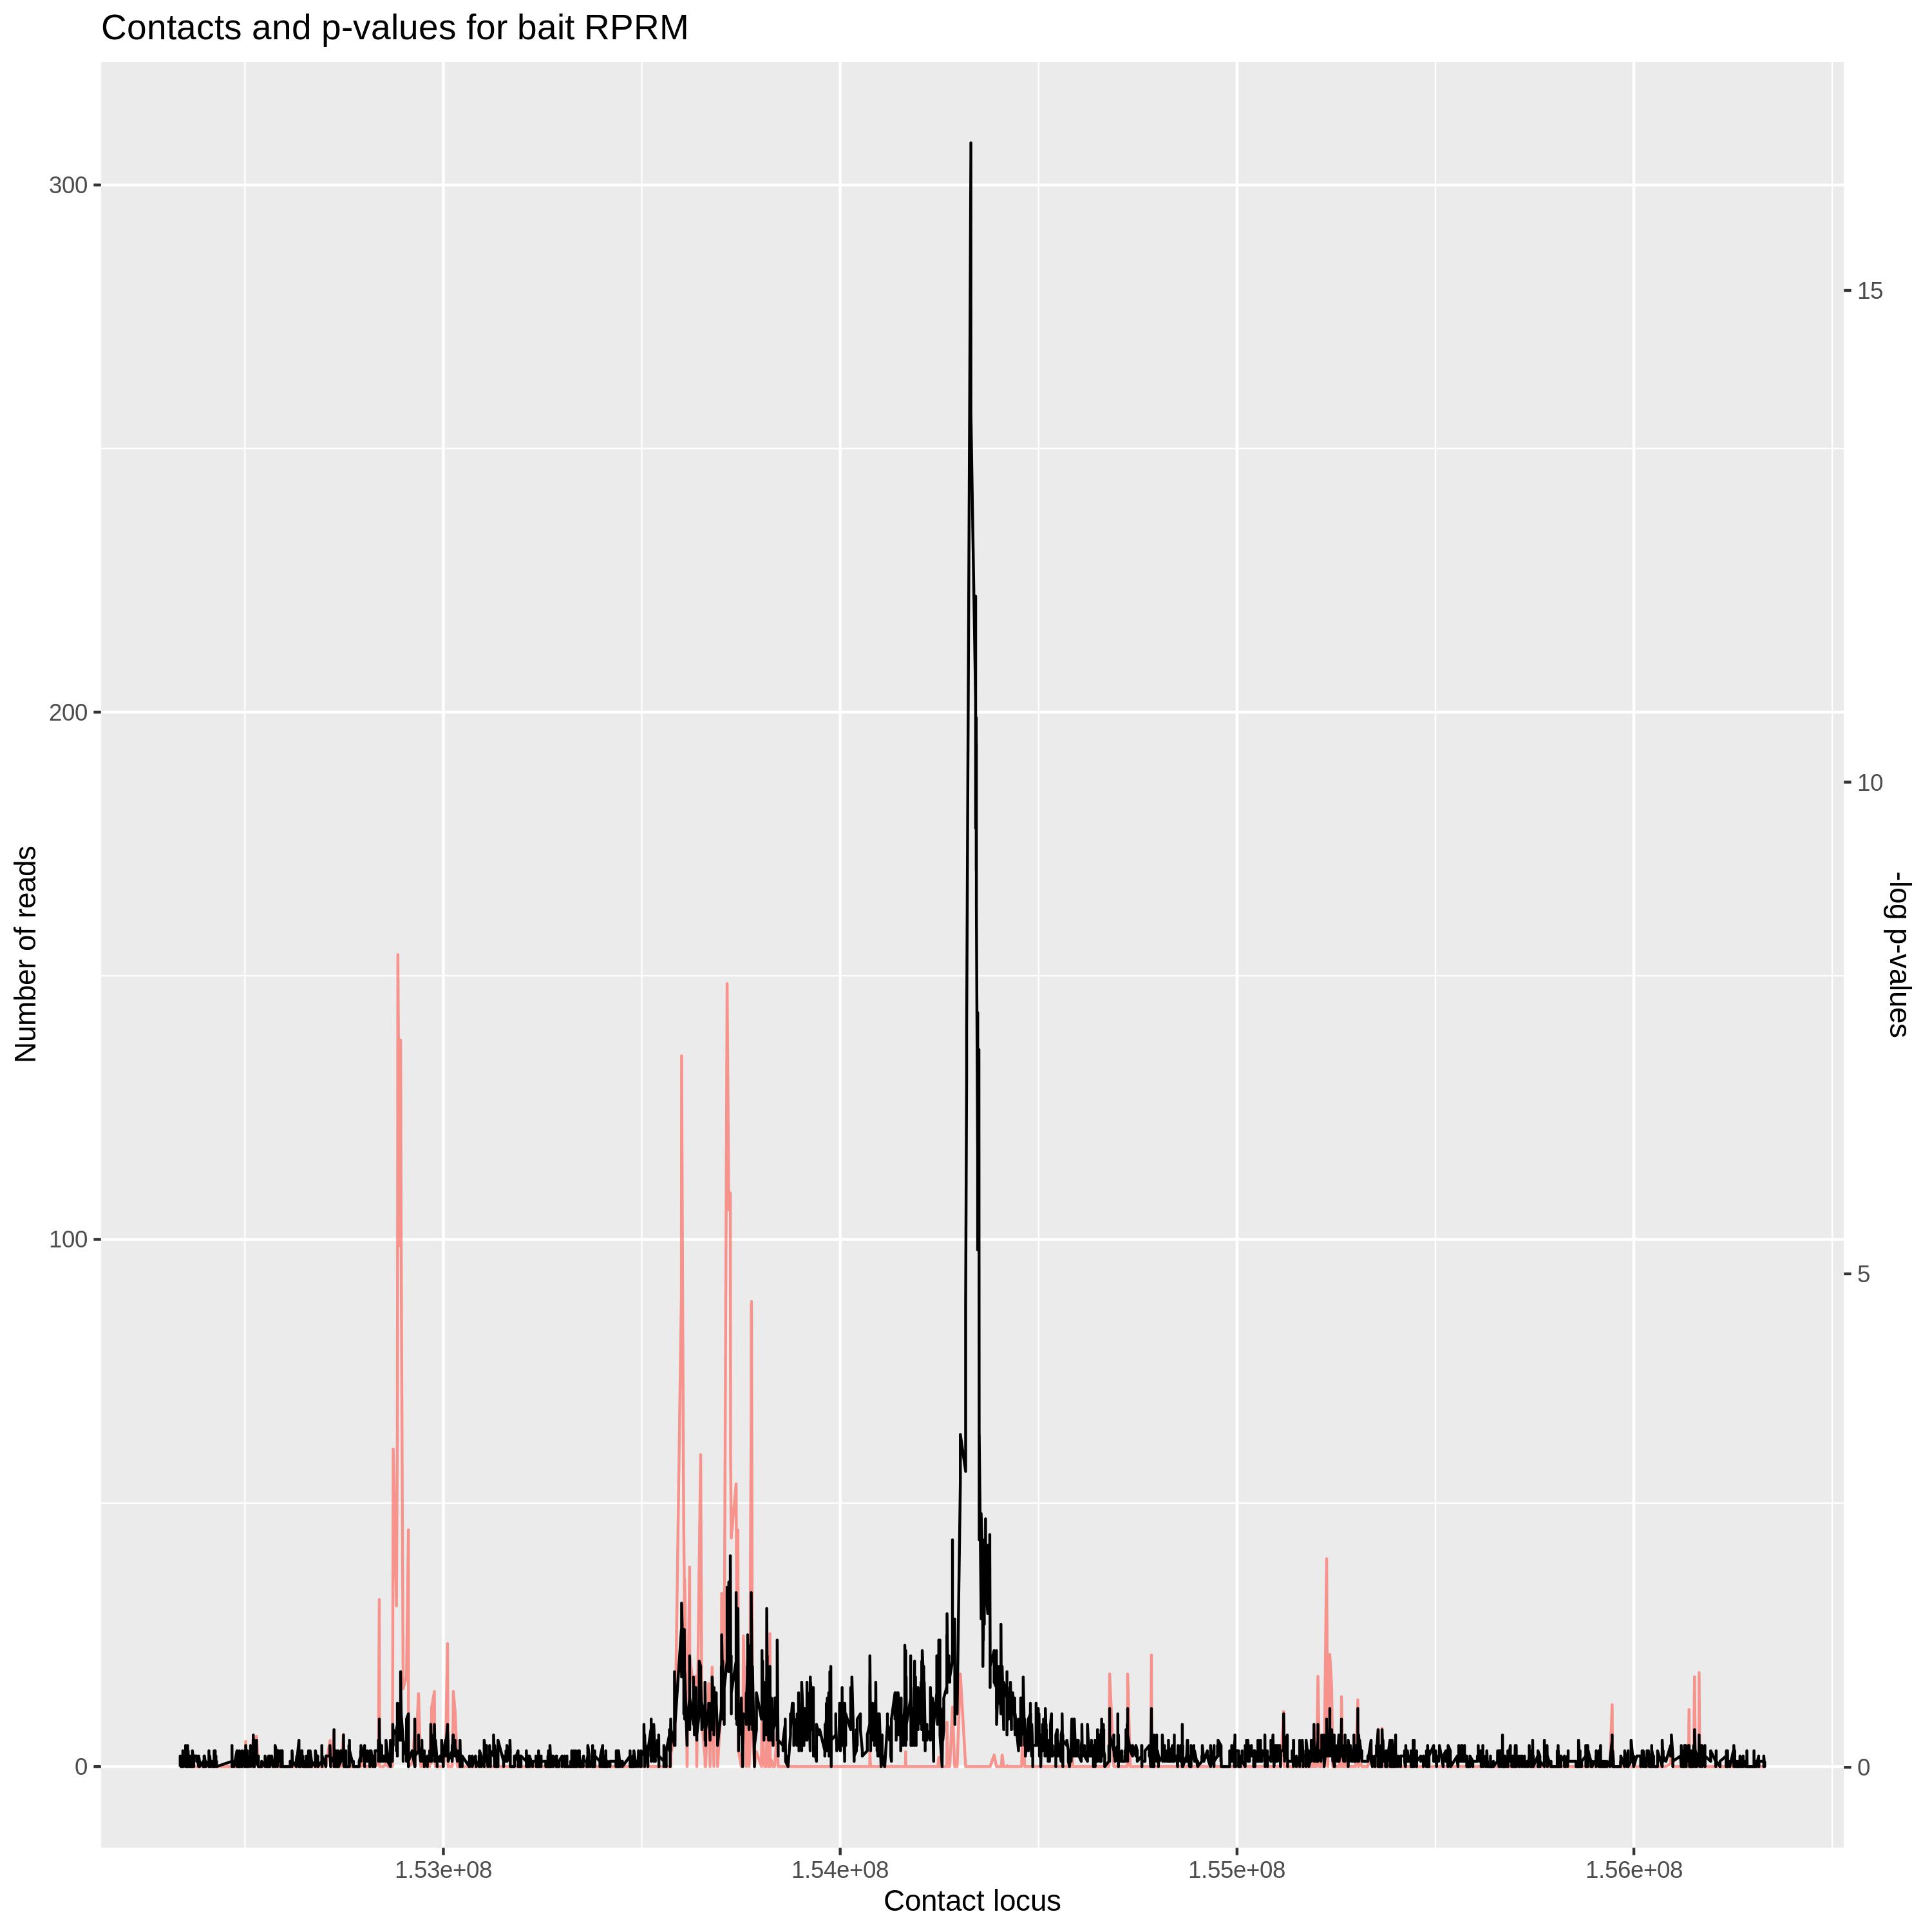 Contacts and p-values for bait RPRM
300
200
100
0
Number of reads
15
10
5
0
-log p-values
1.53e+08 1.54e+08 1.55e+08 1.56e+08
Contact locus